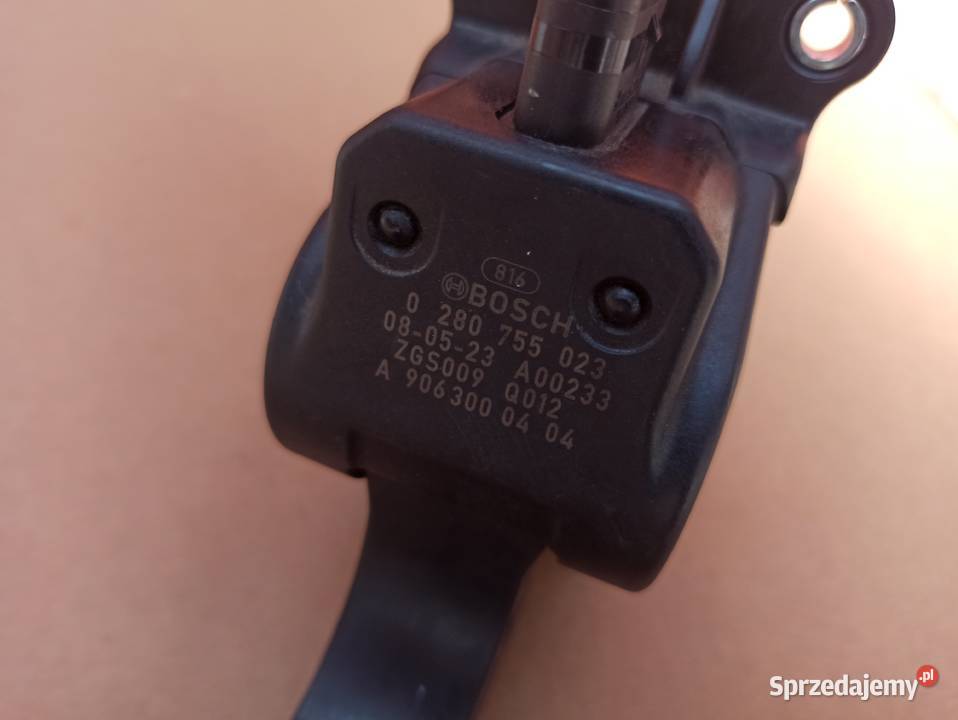 816
BOSCH
0 280 755 023
08-05-23 A00233
ZGS009 Q012
A 906 300 04 04
Sprzedajemy.pl